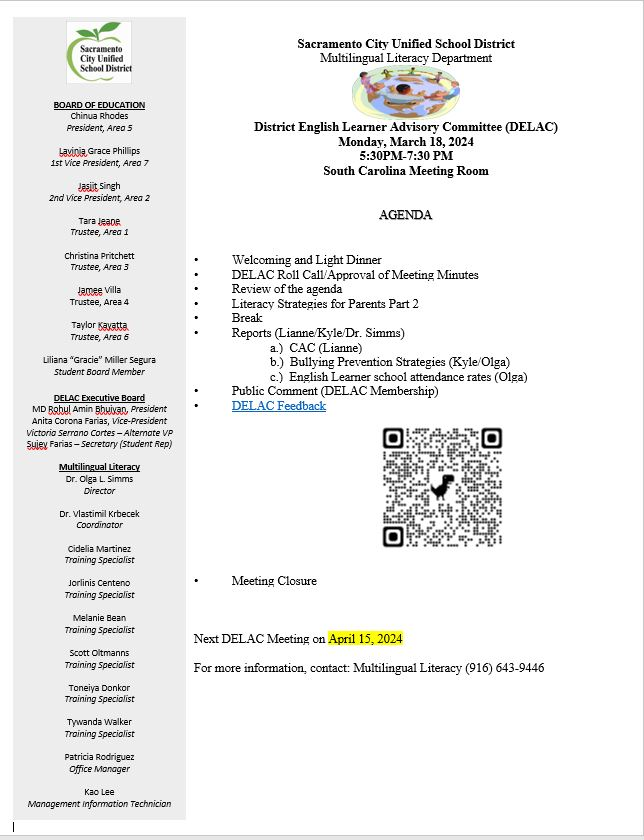 Sacramento
City Unified
School District
BOARD OF EDUCATION
Chinua Rhodes
President, Area 5
Lavinia Grace Phillips
1st Vice President, Area 7
Jasjit Singh
2nd Vice President, Area 2
Tara Jeane
Trustee, Area 1
Christina Pritchett
Trustee, Area 3
Jamee Villa
Trustee, Area 4
Taylor Kayatta
Trustee, Area 6
Liliana “Gracie” Miller Segura
Student Board Member
DELAC Executive Board
MD Rohul Amin Bhuiyan, President
Anita Corona Farias, Vice-President
Victoria Serrano Cortes – Alternate VP
Sujey Farias – Secretary (Student Rep)
Multilingual Literacy
Dr. Olga L. Simms
Director
Dr. Vlastimil Krbecek
Coordinator
Cidelia Martinez
Training Specialist
Jorlinis Centeno
Training Specialist
Melanie Bean
Training Specialist
Scott Oltmanns
Training Specialist
Toneiya Donkor
Training Specialist
Tywanda Walker
Training Specialist
Patricia Rodriguez
Office Manager
Kao Lee
Management Information Technician
Sacramento City Unified School District
Multilingual Literacy Department
District English Learner Advisory Committee (DELAC)
Monday, March 18, 2024
5:30PM-7:30 PM
South Carolina Meeting Room
AGENDA
• Welcoming and Light Dinner
• DELAC Roll Call/Approval of Meeting Minutes
• Review of the agenda
• Literacy Strategies for Parents Part 2
• Break
• Reports (Lianne/Kyle/Dr. Simms)
a.) CAC (Lianne)
b.) Bullying Prevention Strategies (Kyle/Olga)
c.) English Learner school attendance rates (Olga)
• Public Comment (DELAC Membership)
• DELAC Feedback
• Meeting Closure
Next DELAC Meeting on April 15, 2024
For more information, contact: Multilingual Literacy (916) 643-9446